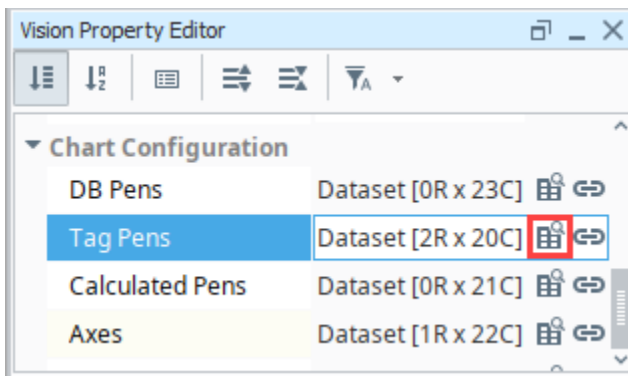 Vision Property Editor
Chart Configuration
DB Pens Dataset [0R x 23C]
Tag Pens Dataset [2R x 20C]
Calculated Pens Dataset [0R x 21C]
Axes Dataset [1R x 22C]